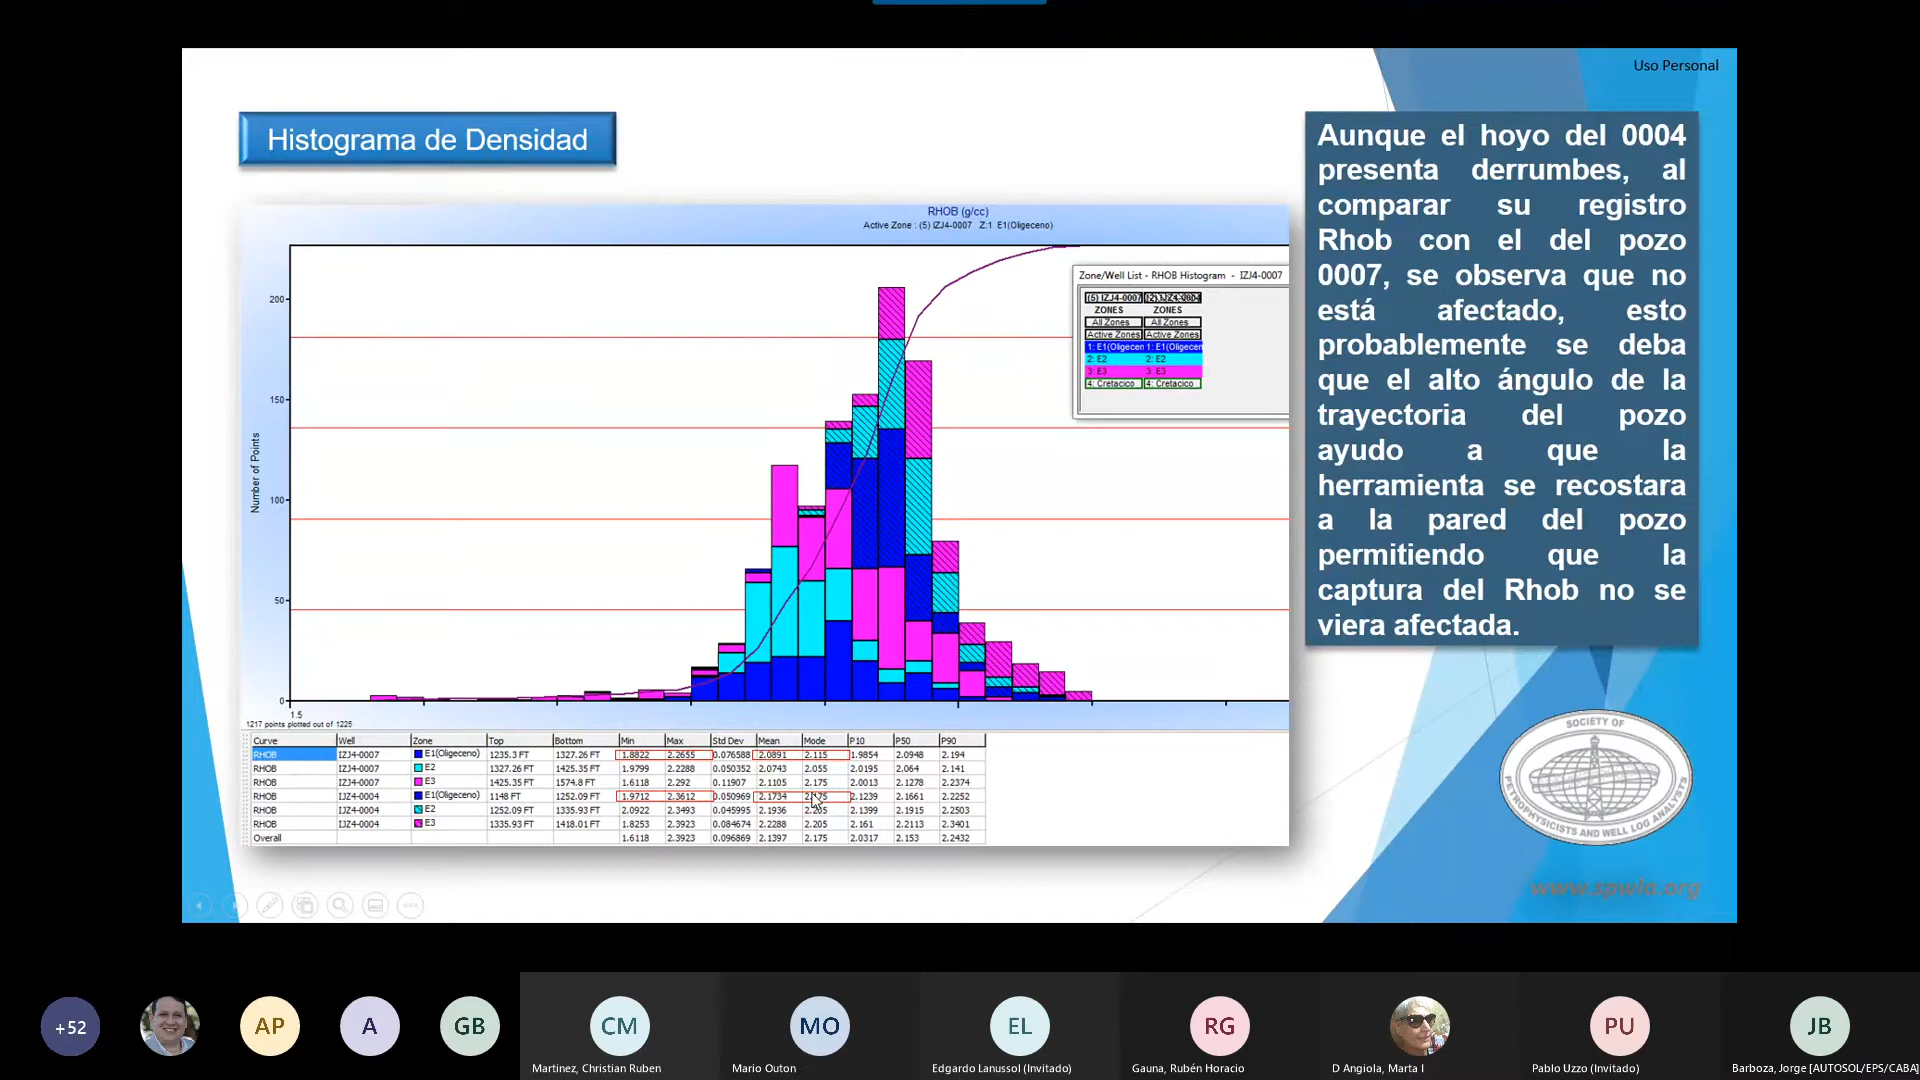 Uso Personal
Histograma de Densidad
Aunque el hoyo del 0004
presenta derrumbes, al
comparar su registro
Rhob con el del pozo
0007, se observa que no
está afectado, esto
probablemente se deba
que el alto ángulo de la
trayectoria del pozo
ayudo a que la
herramienta se recostara
a la pared del pozo
permitiendo que la
captura del Rhob no se
viera afectada.
RHOB (g/cc)
Active Zone : (5) IZJ4-0007 Z:1 E1(Oligeceno)
Zone/Well List - RHOB Histogram - IZJ4-0007
(5) IZJ4-0007 (2) IJZ4-0004
ZONES ZONES
All Zones All Zones
Active Zones Active Zones
1: E1(Oligecen 1: E1(Oligecen
2: E2 2: E2
3: E3 3: E3
4: Cretacico 4: Cretacico
Number of Points
200
150
100
50
0
1.5
1217 points plotted out of 1225
Curve Well Zone Top Bottom Min Max Std Dev Mean Mode P10 P50 P90
RHOB IZJ4-0007 E1(Oligeceno) 1235.3 FT 1327.26 FT 1.8822 2.2655 0.076588 2.0891 2.115 1.9854 2.0948 2.194
RHOB IZJ4-0007 E2 1327.26 FT 1425.35 FT 1.9799 2.2288 0.050352 2.0743 2.055 2.0195 2.064 2.141
RHOB IZJ4-0007 E3 1425.35 FT 1574.8 FT 1.6118 2.292 0.11907 2.1105 2.175 2.0013 2.1278 2.2374
RHOB IJZ4-0004 E1(Oligeceno) 1148 FT 1252.09 FT 1.9712 2.3612 0.050969 2.1734 2.1239 2.1661 2.2252
RHOB IJZ4-0004 E2 1252.09 FT 1335.93 FT 2.0922 2.3493 0.045995 2.1936 2.1399 2.1915 2.2503
RHOB IJZ4-0004 E3 1335.93 FT 1418.01 FT 1.8253 2.3923 0.084674 2.2288 2.205 2.161 2.2113 2.3401
Overall 1.6118 2.3923 0.096869 2.1397 2.175 2.0317 2.153 2.2432
SOCIETY OF
PETROPHYSICISTS AND WELL LOG ANALYSTS
www.spwla.org
+52
AP
A
GB
CM
MO
EL
RG
PU
JB
Martinez, Christian Ruben
Mario Outon
Edgardo Lanussol (Invitado)
Gauna, Rubén Horacio
D Angiola, Marta I
Pablo Uzzo (Invitado)
Barboza, Jorge [AUTOSOL/EPS/CABA]